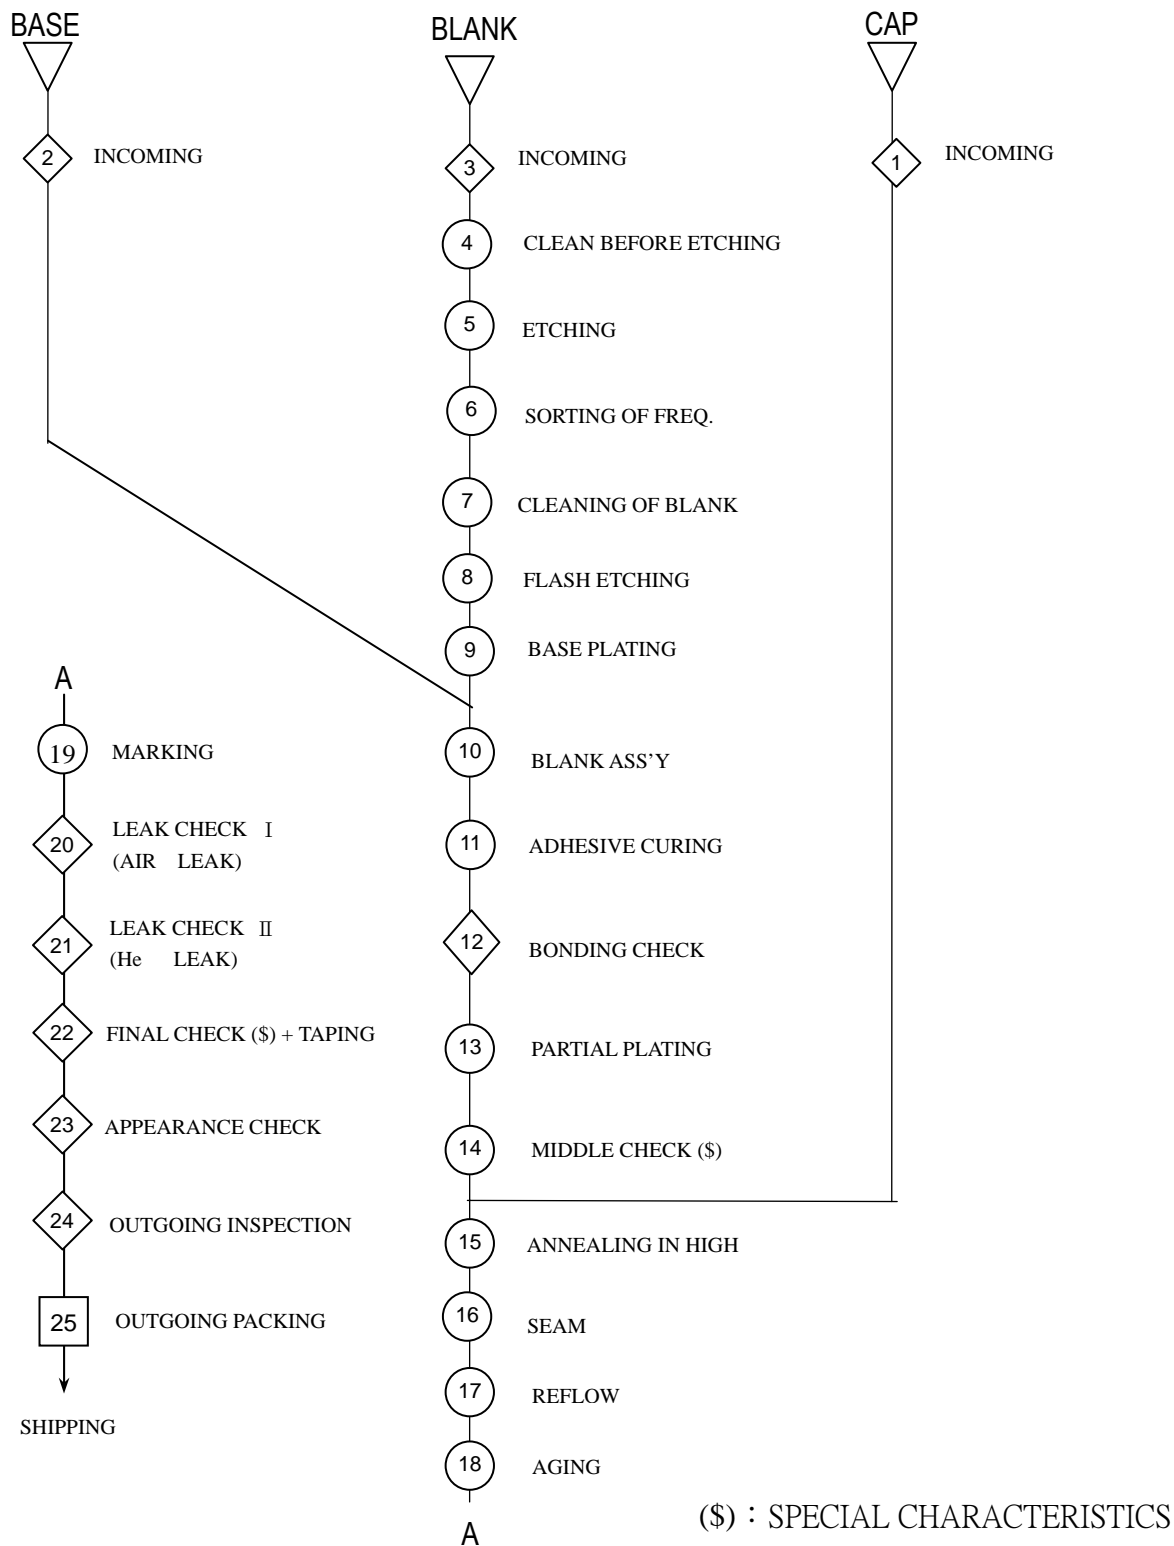 BASE
BLANK
CAP
2 INCOMING
3 INCOMING
1 INCOMING
4 CLEAN BEFORE ETCHING
5 ETCHING
6 SORTING OF FREQ.
7 CLEANING OF BLANK
8 FLASH ETCHING
9 BASE PLATING
10 BLANK ASS’Y
11 ADHESIVE CURING
12 BONDING CHECK
13 PARTIAL PLATING
14 MIDDLE CHECK ($)
15 ANNEALING IN HIGH
16 SEAM
17 REFLOW
18 AGING
A
A
19 MARKING
20 LEAK CHECK Ⅰ
(AIR LEAK)
21 LEAK CHECK Ⅱ
(He LEAK)
22 FINAL CHECK ($) + TAPING
23 APPEARANCE CHECK
24 OUTGOING INSPECTION
25 OUTGOING PACKING
SHIPPING
($)：SPECIAL CHARACTERISTICS